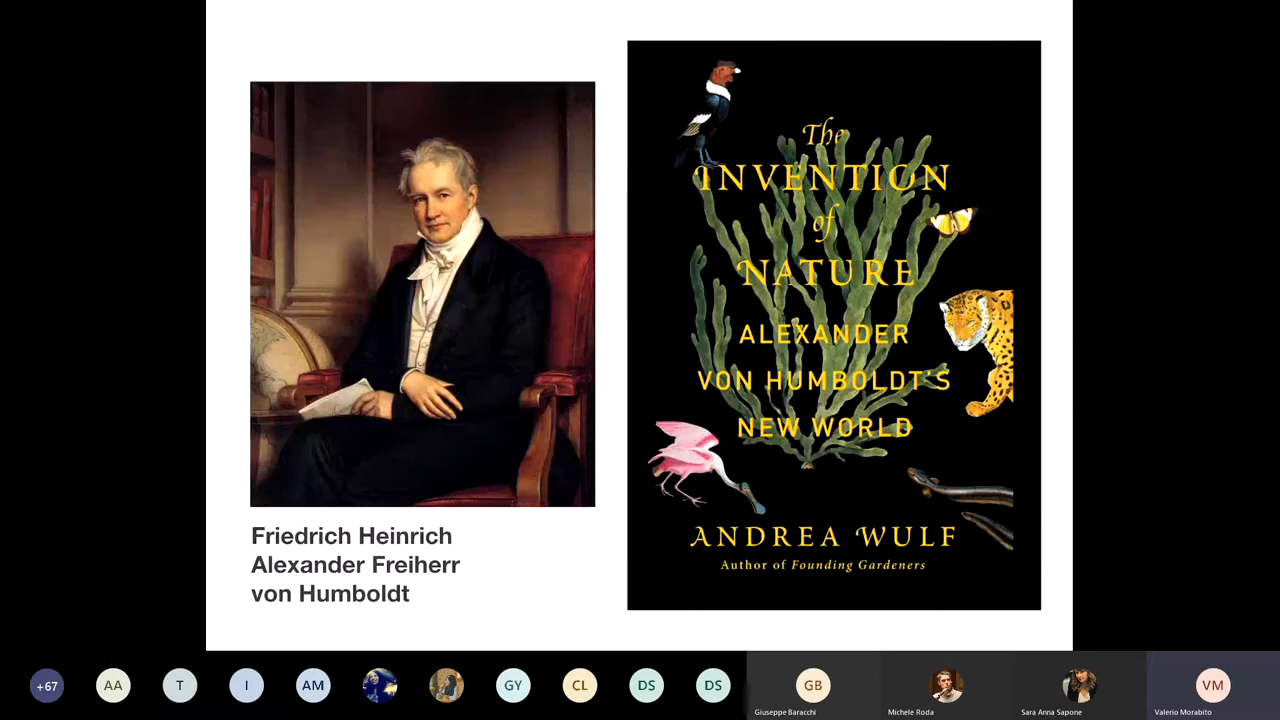 The
INVENTION
of
NATURE
ALEXANDER
VON HUMBOLDT'S
NEW WORLD
ANDREA WULF
Author of Founding Gardeners
Friedrich Heinrich
Alexander Freiherr
von Humboldt
+67
AA
T
I
AM
GY
CL
DS
DS
GB
VM
Giuseppe Baracchi
Michele Roda
Sara Anna Sapone
Valerio Morabito